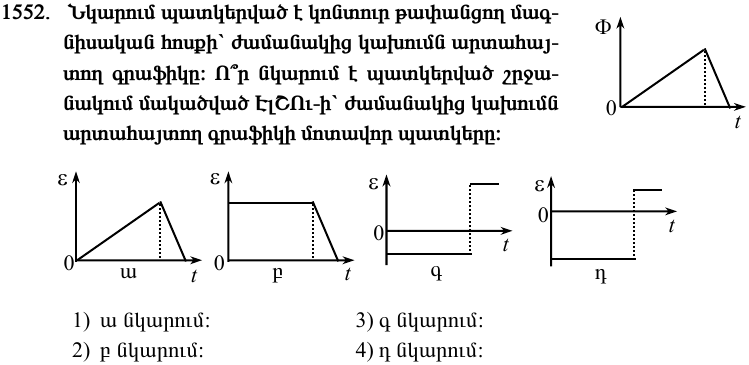 1552. Նկարում պատկերված է կոնտուր թափանցող մագ-
նիսական հոսքի՝ ժամանակից կախումն արտահայ-
տող գրաֆիկը: Ո՞ր նկարում է պատկերված շրջա-
նակում մակածված ԷլՇՈւ-ի՝ ժամանակից կախումն
արտահայտող գրաֆիկի մոտավոր պատկերը:
Φ
0
t
ε
0
t
ա
ε
0
t
բ
ε
0
t
գ
ε
0
t
դ
1) ա նկարում: 3) գ նկարում:
2) բ նկարում: 4) դ նկարում: